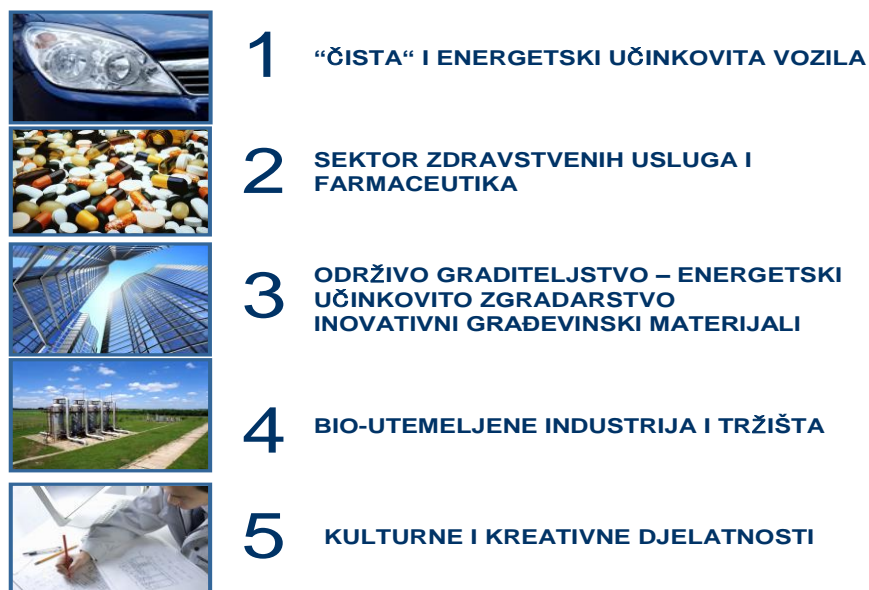 1
“ČISTA“ I ENERGETSKI UČINKOVITA VOZILA
2
SEKTOR ZDRAVSTVENIH USLUGA I
FARMACEUTIKA
3
ODRŽIVO GRADITELJSTVO – ENERGETSKI
UČINKOVITO ZGRADARSTVO
INOVATIVNI GRAĐEVINSKI MATERIJALI
4
BIO-UTEMELJENE INDUSTRIJA I TRŽIŠTA
5
KULTURNE I KREATIVNE DJELATNOSTI